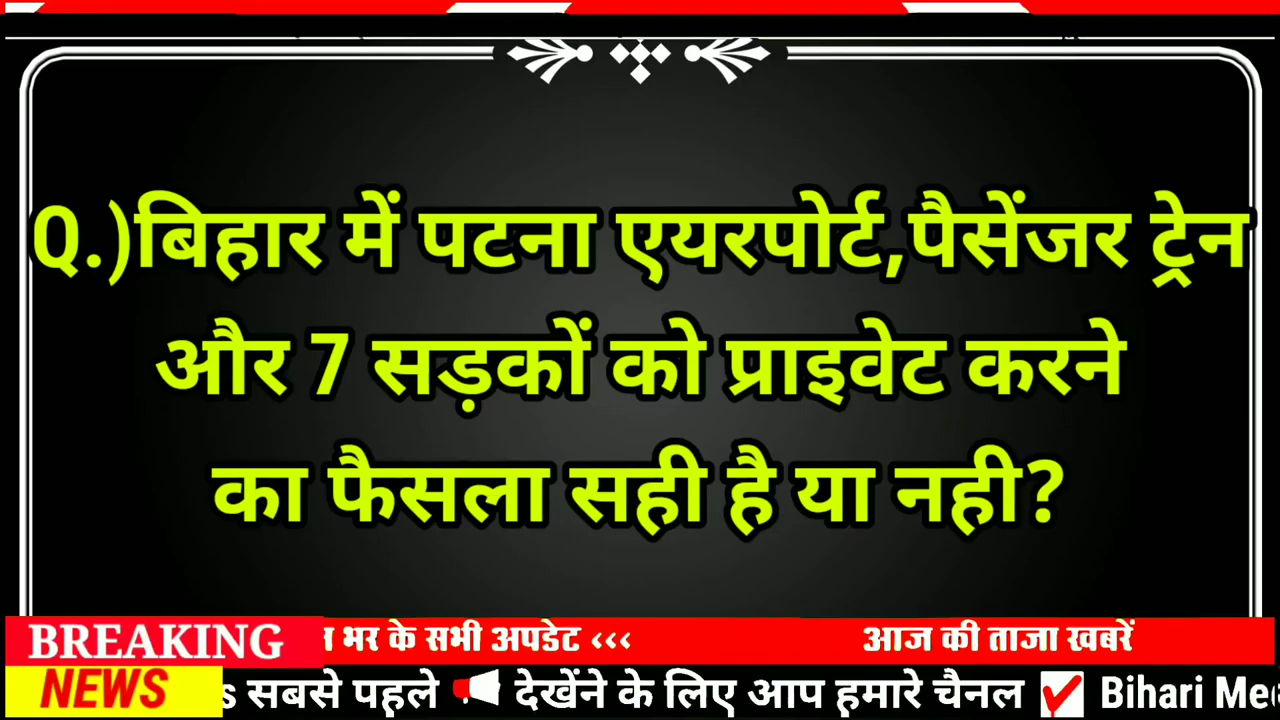 Q.)बिहार में पटना एयरपोर्ट,पैसेंजर ट्रेन
और 7 सड़कों को प्राइवेट करने
का फैसला सही है या नही?
BREAKING
भर के सभी अपडेट ‹‹‹ आज की ताजा खबरें
NEWS
सबसे पहले देखेंने के लिए आप हमारे चैनल Bihari